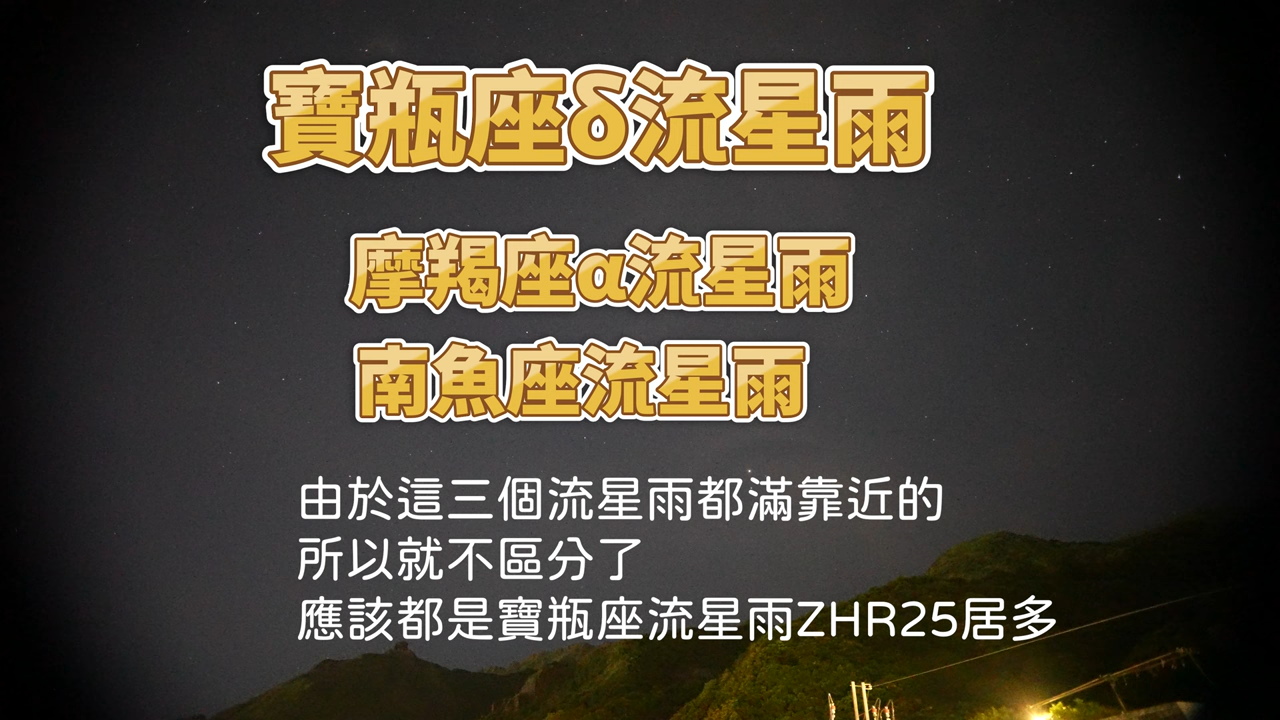 寶瓶座δ流星雨
摩羯座α流星雨
南魚座流星雨
由於這三個流星雨都滿靠近的
所以就不區分了
應該都是寶瓶座流星雨ZHR25居多